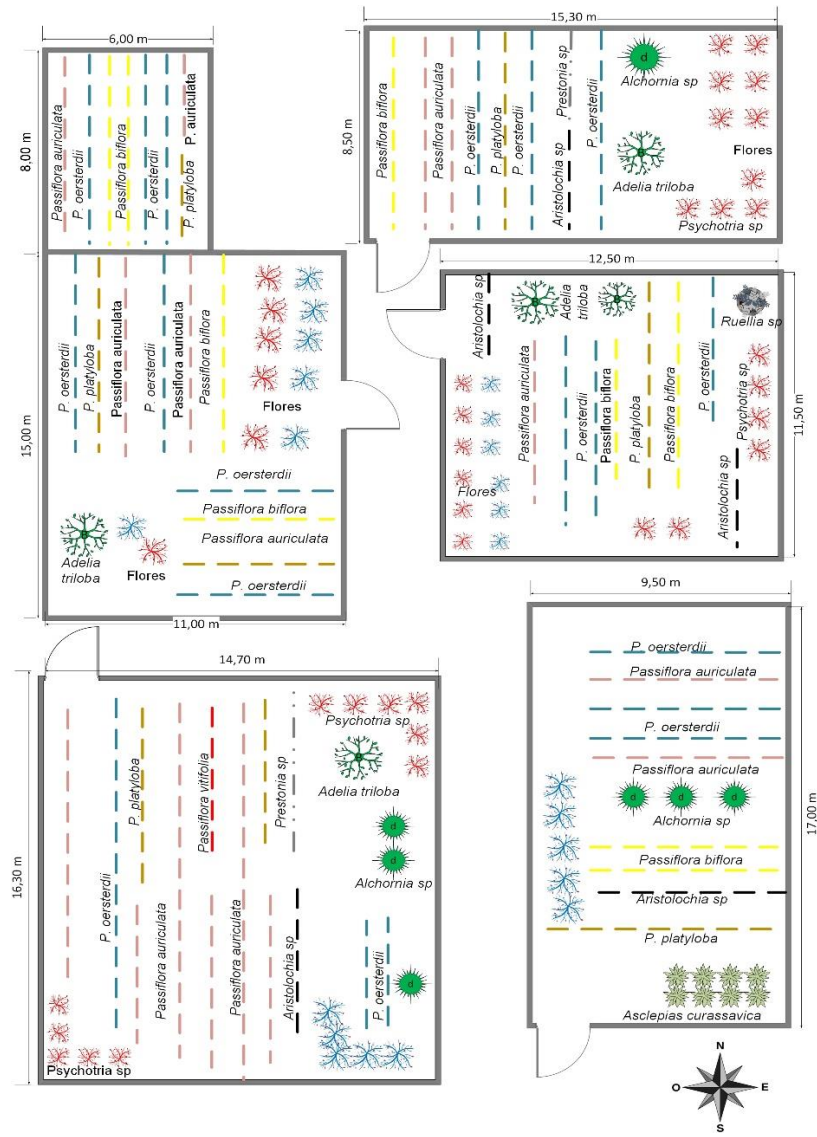 6,00 m
8,00 m
Passiflora auriculata
P. oersterdii
Passiflora biflora
P. oersterdii
P. auriculata
P. platyloba
15,30 m
8,50 m
Passiflora biflora
Passiflora auriculata
P. oersterdii
P. platyloba
P. oersterdii
Prestonia sp
Aristolochia sp
P. oersterdii
d
Alchornia sp
Adelia triloba
Flores
Psychotria sp
15,00 m
P. oersterdii
P. platyloba
Passiflora auriculata
P. oersterdii
Passiflora auriculata
Passiflora biflora
Flores
P. oersterdii
Passiflora biflora
Passiflora auriculata
P. oersterdii
Adelia
triloba
Flores
11,00 m
12,50 m
11,50 m
Aristolochia sp
Adelia
triloba
Ruellia sp
Passiflora auriculata
P. oersterdii
Passiflora biflora
P. platyloba
Passiflora biflora
P. oersterdii
Psychotria sp
Aristolochia sp
Flores
14,70 m
16,30 m
P. oersterdii
P. platyloba
Passiflora auriculata
Passiflora vitifolia
Passiflora auriculata
Prestonia sp
Aristolochia sp
Psychotria sp
Adelia triloba
d
d
Alchornia sp
P. oersterdii
d
Psychotria sp
9,50 m
17,00 m
P. oersterdii
Passiflora auriculata
P. oersterdii
Passiflora auriculata
d
d
d
Alchornia sp
Passiflora biflora
Aristolochia sp
P. platyloba
Asclepias curassavica
N
O
E
S